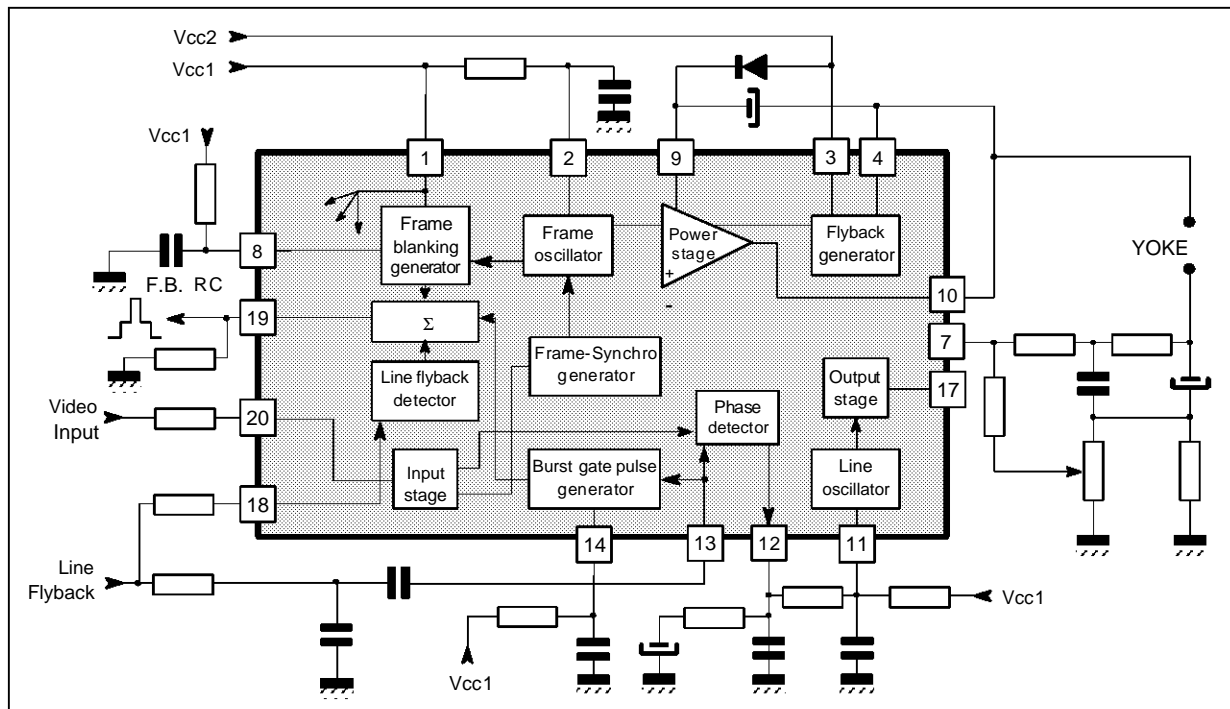 Vcc2
Vcc1
Vcc1
1
2
9
3
4
Frame
blanking
generator
Frame
oscillator
Power
stage
+
-
Flyback
generator
8
F.B. RC
YOKE
10
19
Σ
7
Frame-Synchro
generator
Line flyback
detector
Output
stage
17
Video
Input
20
Phase
detector
Input
stage
Burst gate pulse
generator
Line
oscillator
18
14
13
12
11
Line
Flyback
Vcc1
Vcc1